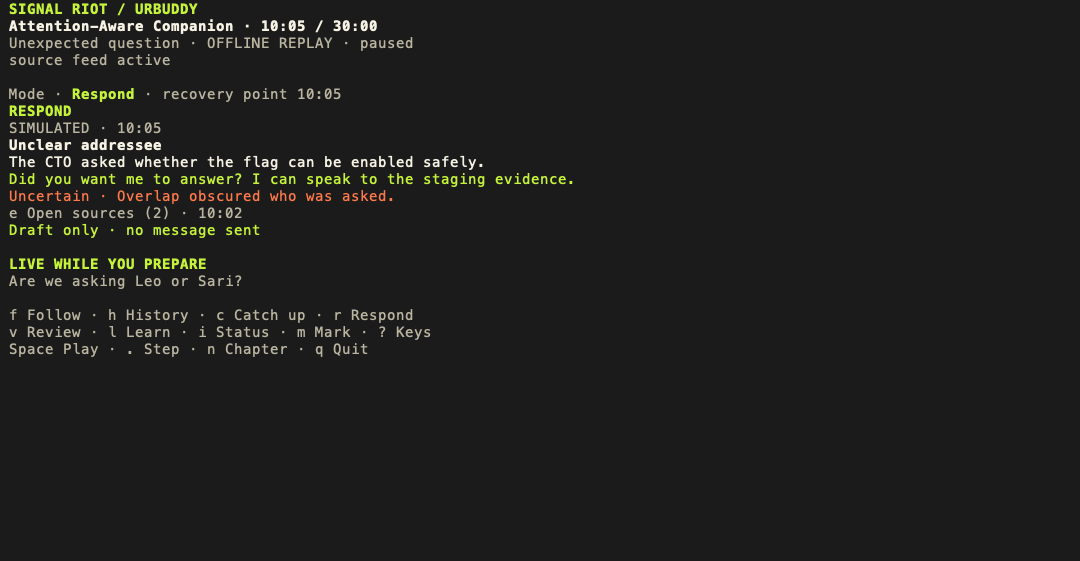 SIGNAL RIOT / URBUDDY
Attention-Aware Companion · 10:05 / 30:00
Unexpected question · OFFLINE REPLAY · paused
source feed active
Mode · Respond · recovery point 10:05
RESPOND
SIMULATED · 10:05
Unclear addressee
The CTO asked whether the flag can be enabled safely.
Did you want me to answer? I can speak to the staging evidence.
Uncertain · Overlap obscured who was asked.
e Open sources (2) · 10:02
Draft only · no message sent
LIVE WHILE YOU PREPARE
Are we asking Leo or Sari?
f Follow · h History · c Catch up · r Respond
v Review · l Learn · i Status · m Mark · ? Keys
Space Play · . Step · n Chapter · q Quit